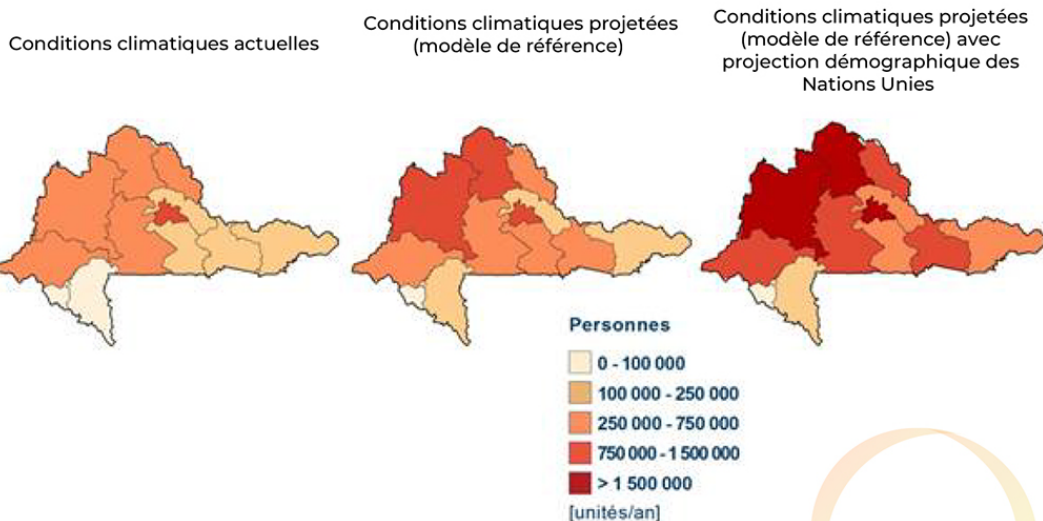 Conditions climatiques actuelles
Conditions climatiques projetées
(modèle de référence)
Conditions climatiques projetées
(modèle de référence) avec
projection démographique des
Nations Unies
Personnes
0 - 100 000
100 000 - 250 000
250 000 - 750 000
750 000 - 1 500 000
> 1 500 000
[unités/an]